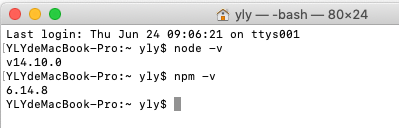 yly — -bash — 80×24
Last login: Thu Jun 24 09:06:21 on ttys001
[YLYdeMacBook-Pro:~ yly$ node -v
v14.10.0
[YLYdeMacBook-Pro:~ yly$ npm -v
6.14.8
YLYdeMacBook-Pro:~ yly$